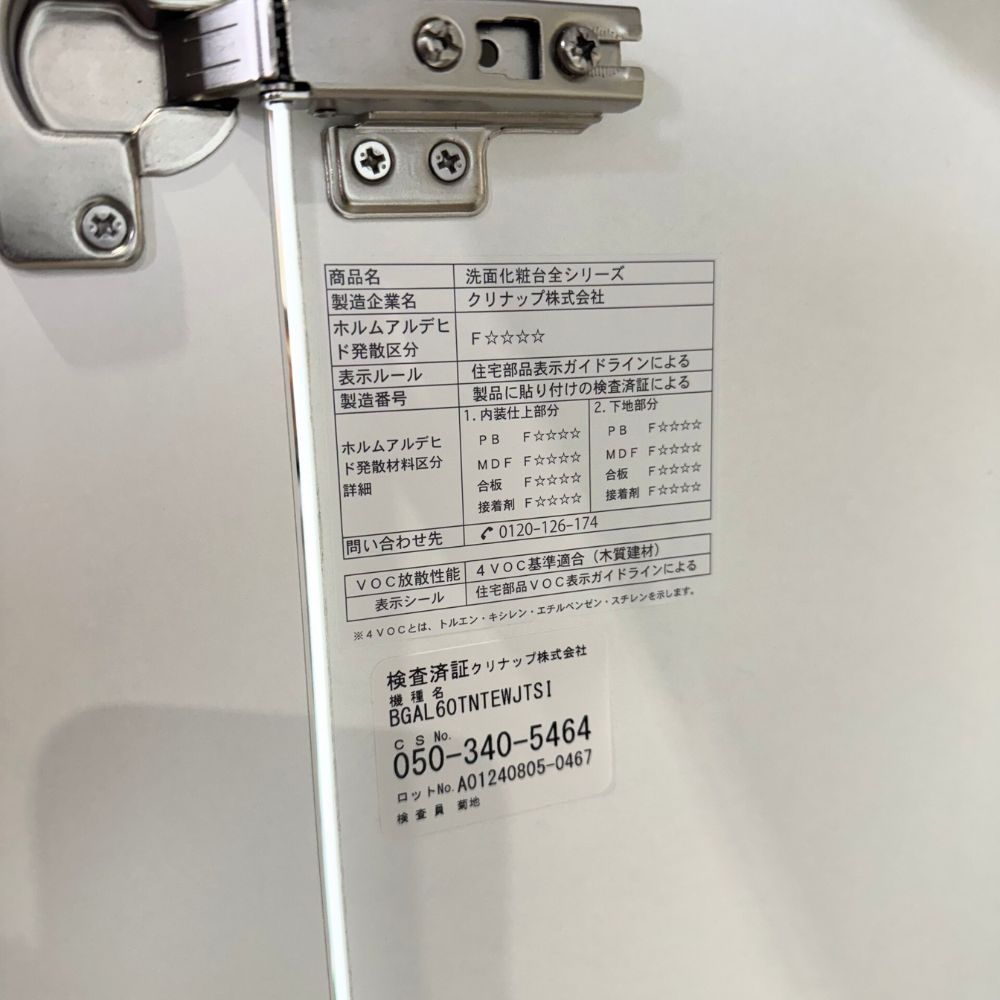 商品名 洗面化粧台全シリーズ
製造企業名 クリナップ株式会社
ホルムアルデヒド発散区分 F☆☆☆☆
表示ルール 住宅部品表示ガイドラインによる
製造番号 製品に貼り付けの検査済証による
ホルムアルデヒド発散材料区分詳細
1. 内装仕上部分
PB F☆☆☆☆
MDF F☆☆☆☆
合板 F☆☆☆☆
接着剤 F☆☆☆☆
2. 下地部分
PB F☆☆☆☆
MDF F☆☆☆☆
合板 F☆☆☆☆
接着剤 F☆☆☆☆
問い合わせ先 0120-126-174
VOC放散性能 4VOC基準適合（木質建材）
表示シール 住宅部品VOC表示ガイドラインによる
※4VOCとは、トルエン・キシレン・エチルベンゼン・スチレンを示します。
検査済証クリナップ株式会社
機種名
BGAL60TNTEWJTSI
CS No.
050-340-5464
ロットNo. A01240805-0467
検査員 菊地